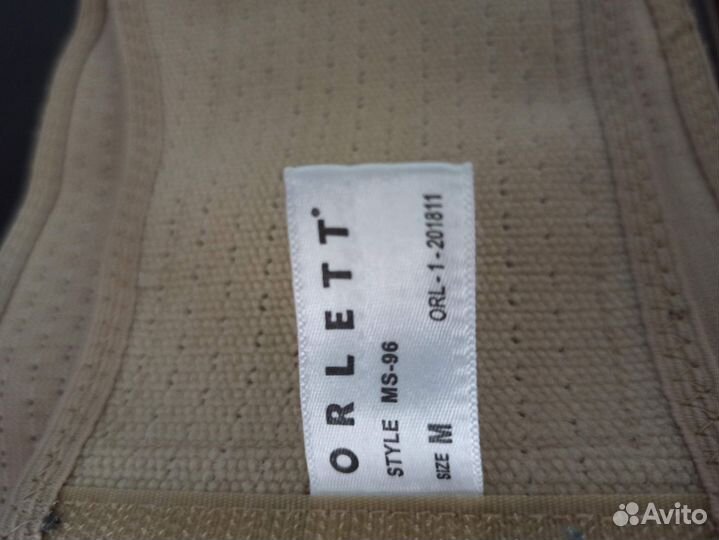 ORLETT®
STYLE MS-96
SIZE M ORL-1-201811
Avito